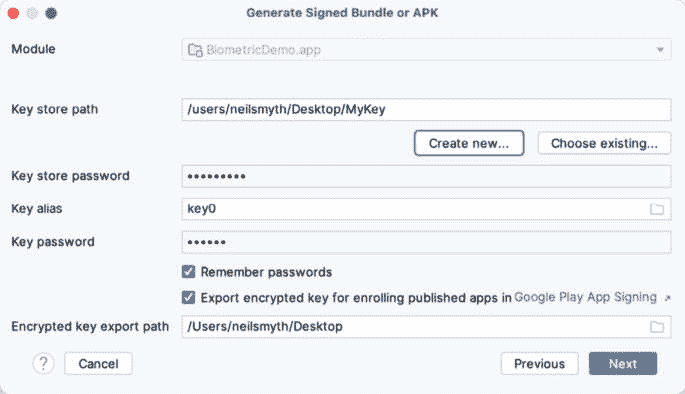 Generate Signed Bundle or APK
Module BiometricDemo.app
Key store path /users/neilsmyth/Desktop/MyKey
Create new... Choose existing...
Key store password •••••••••
Key alias key0
Key password ••••••
Remember passwords
Export encrypted key for enrolling published apps in Google Play App Signing ↗
Encrypted key export path /Users/neilsmyth/Desktop
? Cancel Previous Next